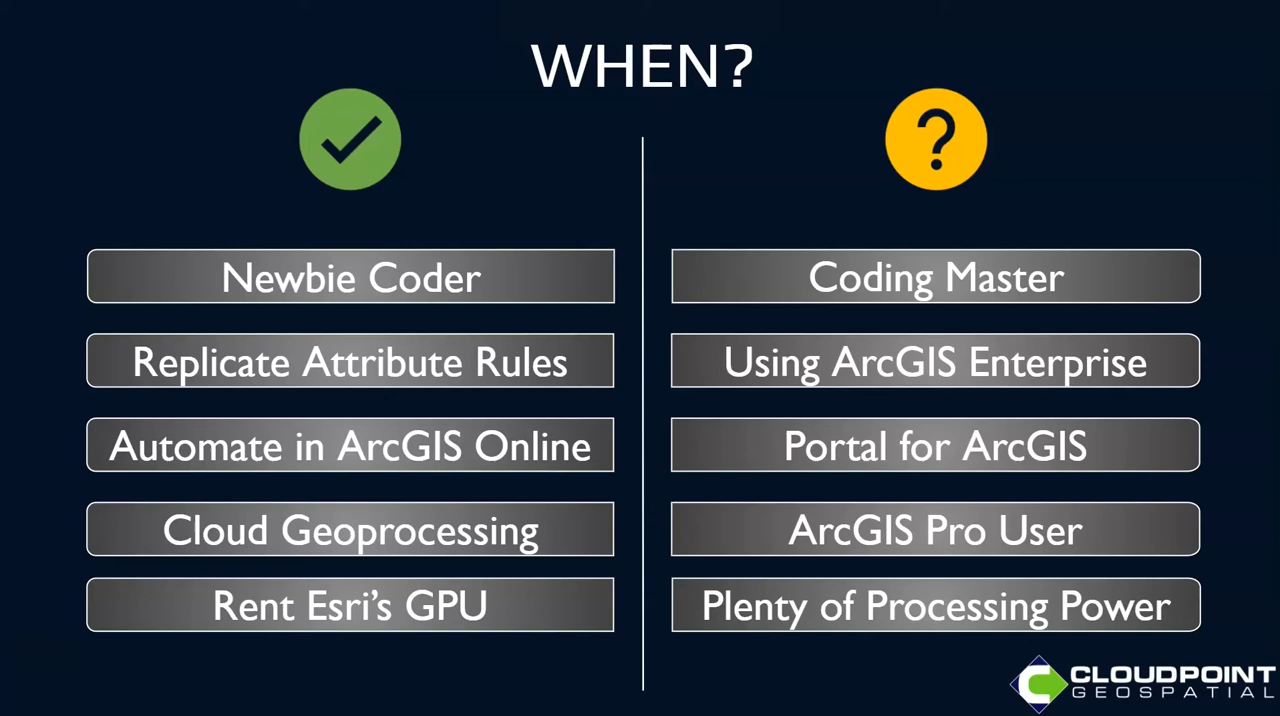 WHEN?
?
Newbie Coder
Replicate Attribute Rules
Automate in ArcGIS Online
Cloud Geoprocessing
Rent Esri’s GPU
Coding Master
Using ArcGIS Enterprise
Portal for ArcGIS
ArcGIS Pro User
Plenty of Processing Power
C
CLOUDPOINT
GEOSPATIAL